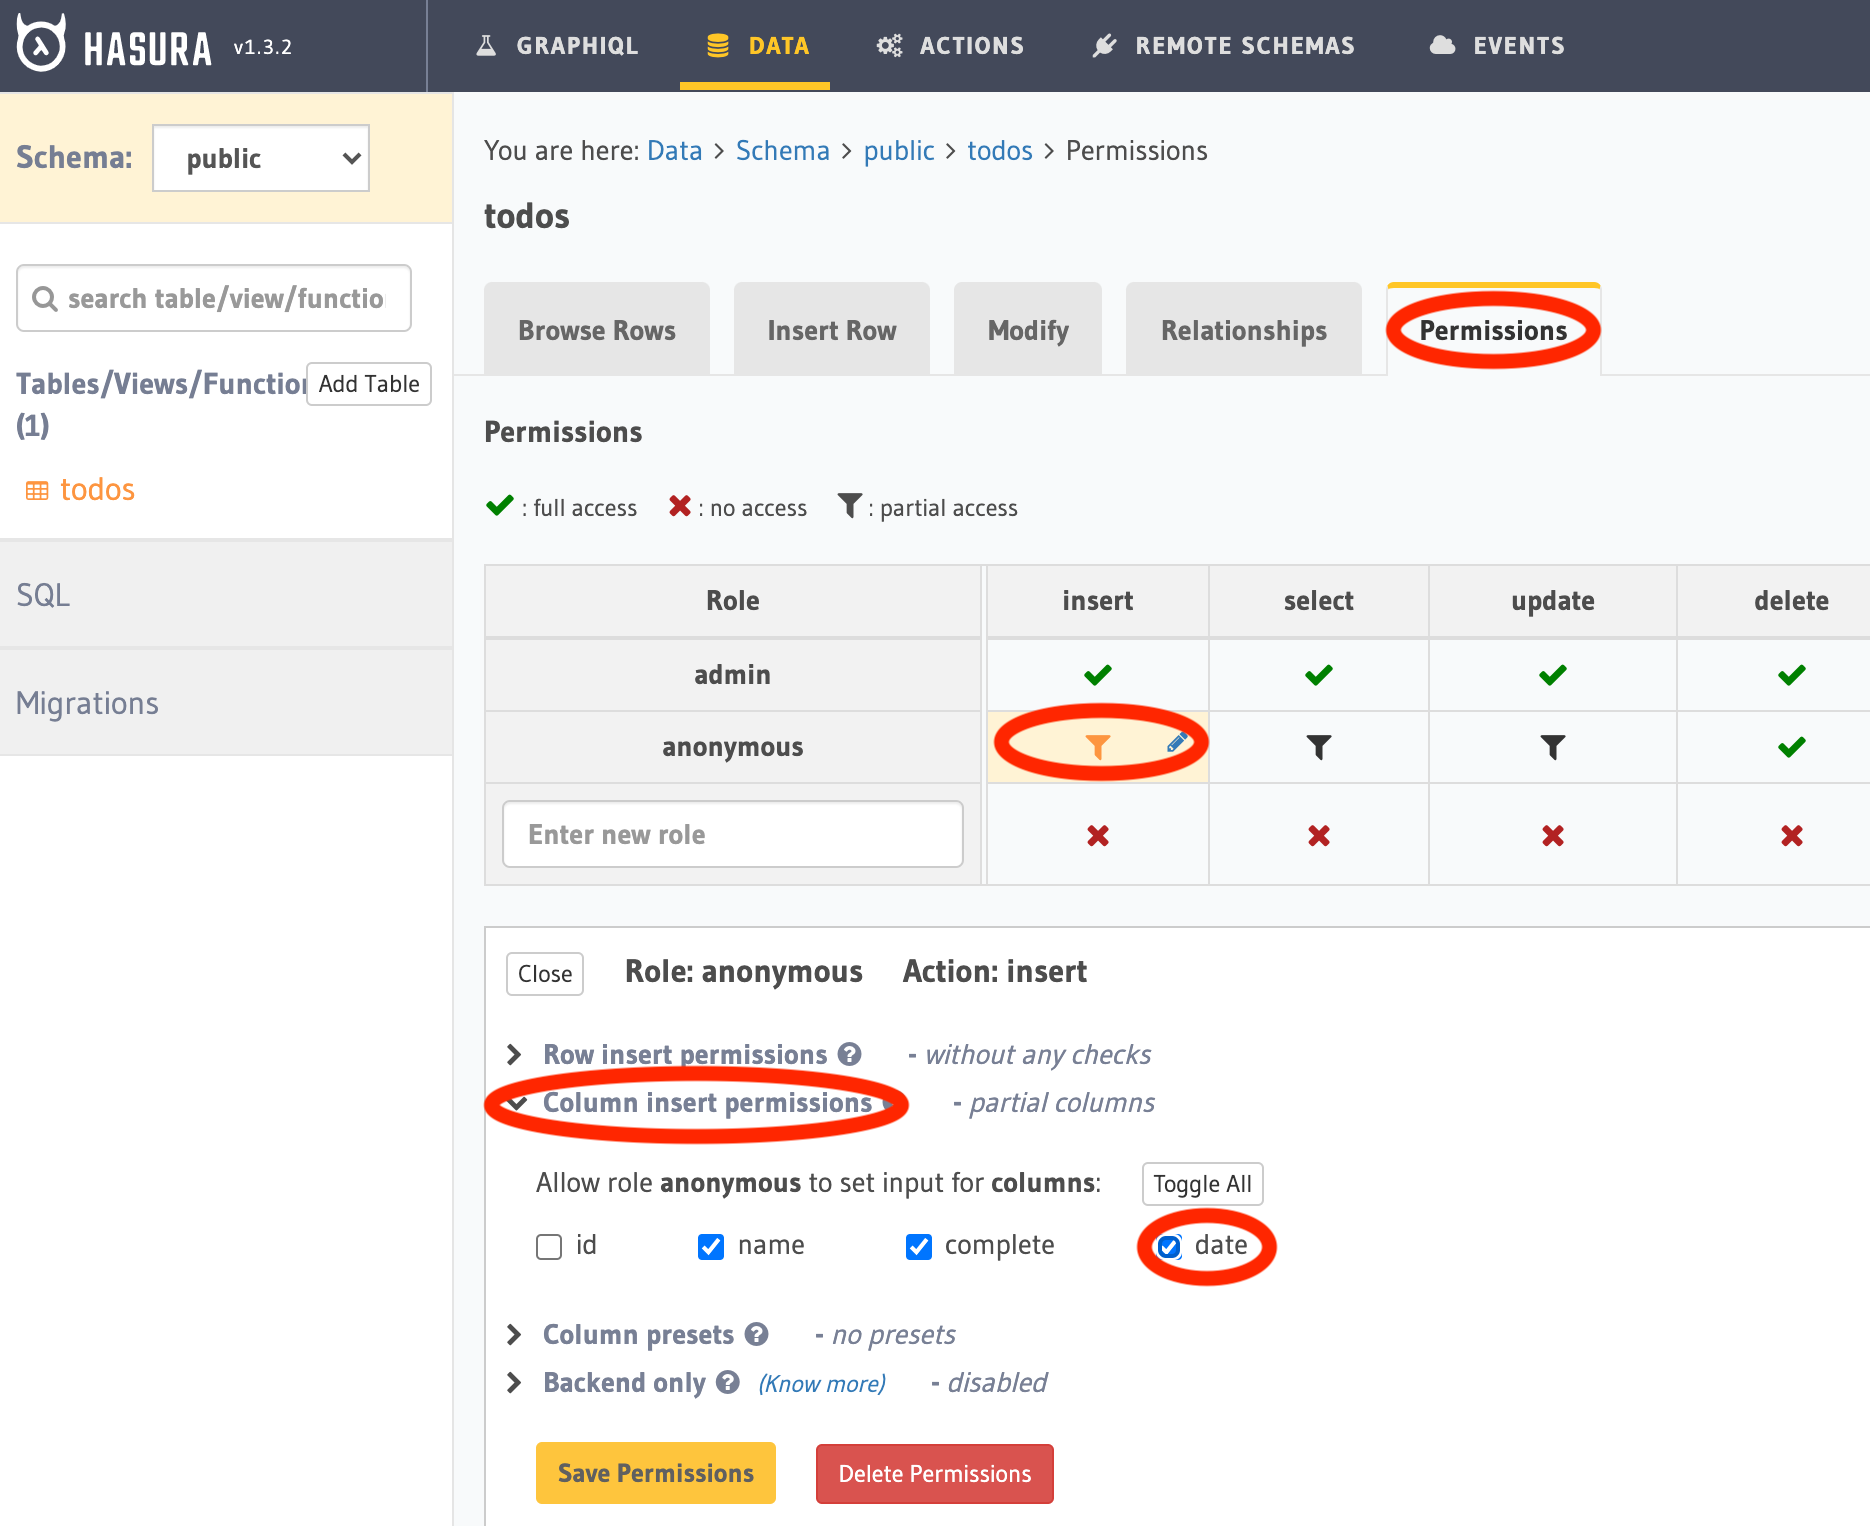 HASURA v1.3.2 GRAPHIQL DATA ACTIONS REMOTE SCHEMAS EVENTS
Schema: public
You are here: Data > Schema > public > todos > Permissions
todos
search table/view/functio
Browse Rows Insert Row Modify Relationships Permissions
Tables/Views/Function Add Table
(1)
todos
SQL
Migrations
Permissions
: full access : no access : partial access
Role insert select update delete
admin
anonymous
Enter new role
Close Role: anonymous Action: insert
Row insert permissions - without any checks
Column insert permissions - partial columns
Allow role anonymous to set input for columns: Toggle All
id name complete date
Column presets - no presets
Backend only (Know more) - disabled
Save Permissions Delete Permissions